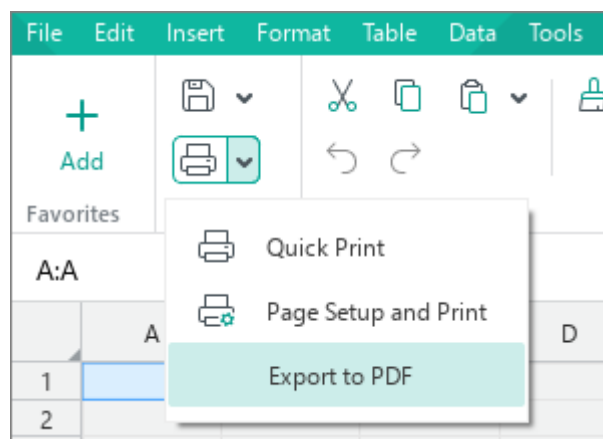 File Edit Insert Format Table Data Tools
Add
Favorites
Quick Print
A:A
Page Setup and Print
A D
Export to PDF
1
2